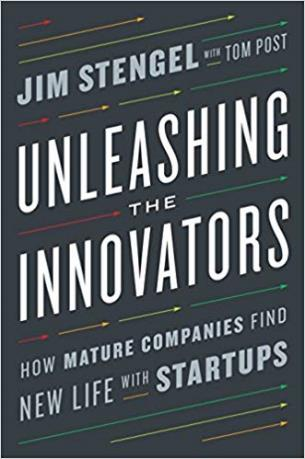 JIM STENGEL WITH TOM POST
UNLEASHING
THE
INNOVATORS
HOW MATURE COMPANIES FIND
NEW LIFE WITH STARTUPS